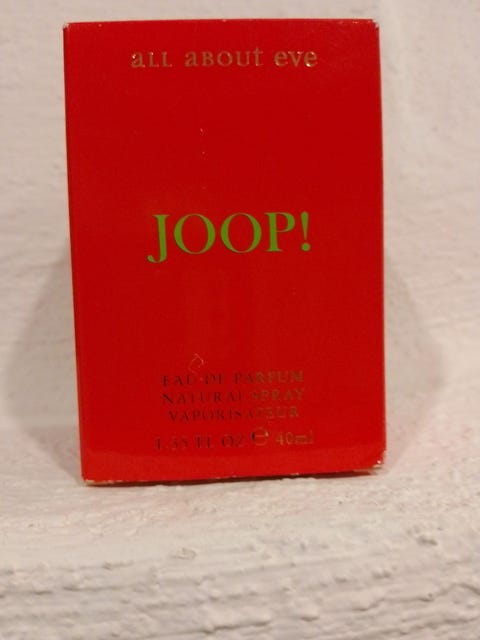 aLL aBOUT eve
JOOP!
EAU DE PARFUM
NATURAL SPRAY
VAPORISATEUR
1.35 FL OZ ℮ 40ml